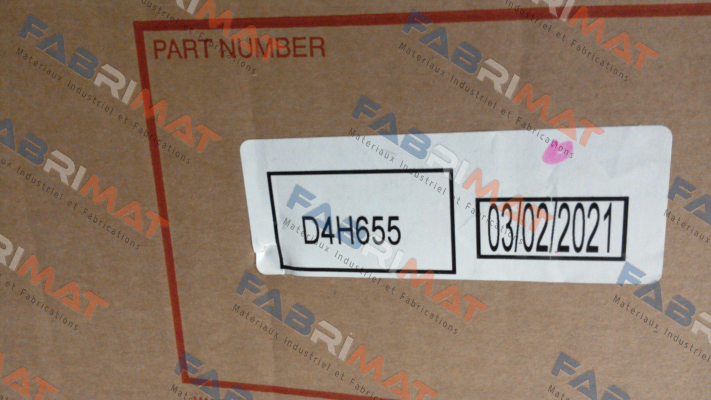 PART NUMBER
D4H655
03/02/2021
FABRIMAT
Materiaux Industriel et Fabrications